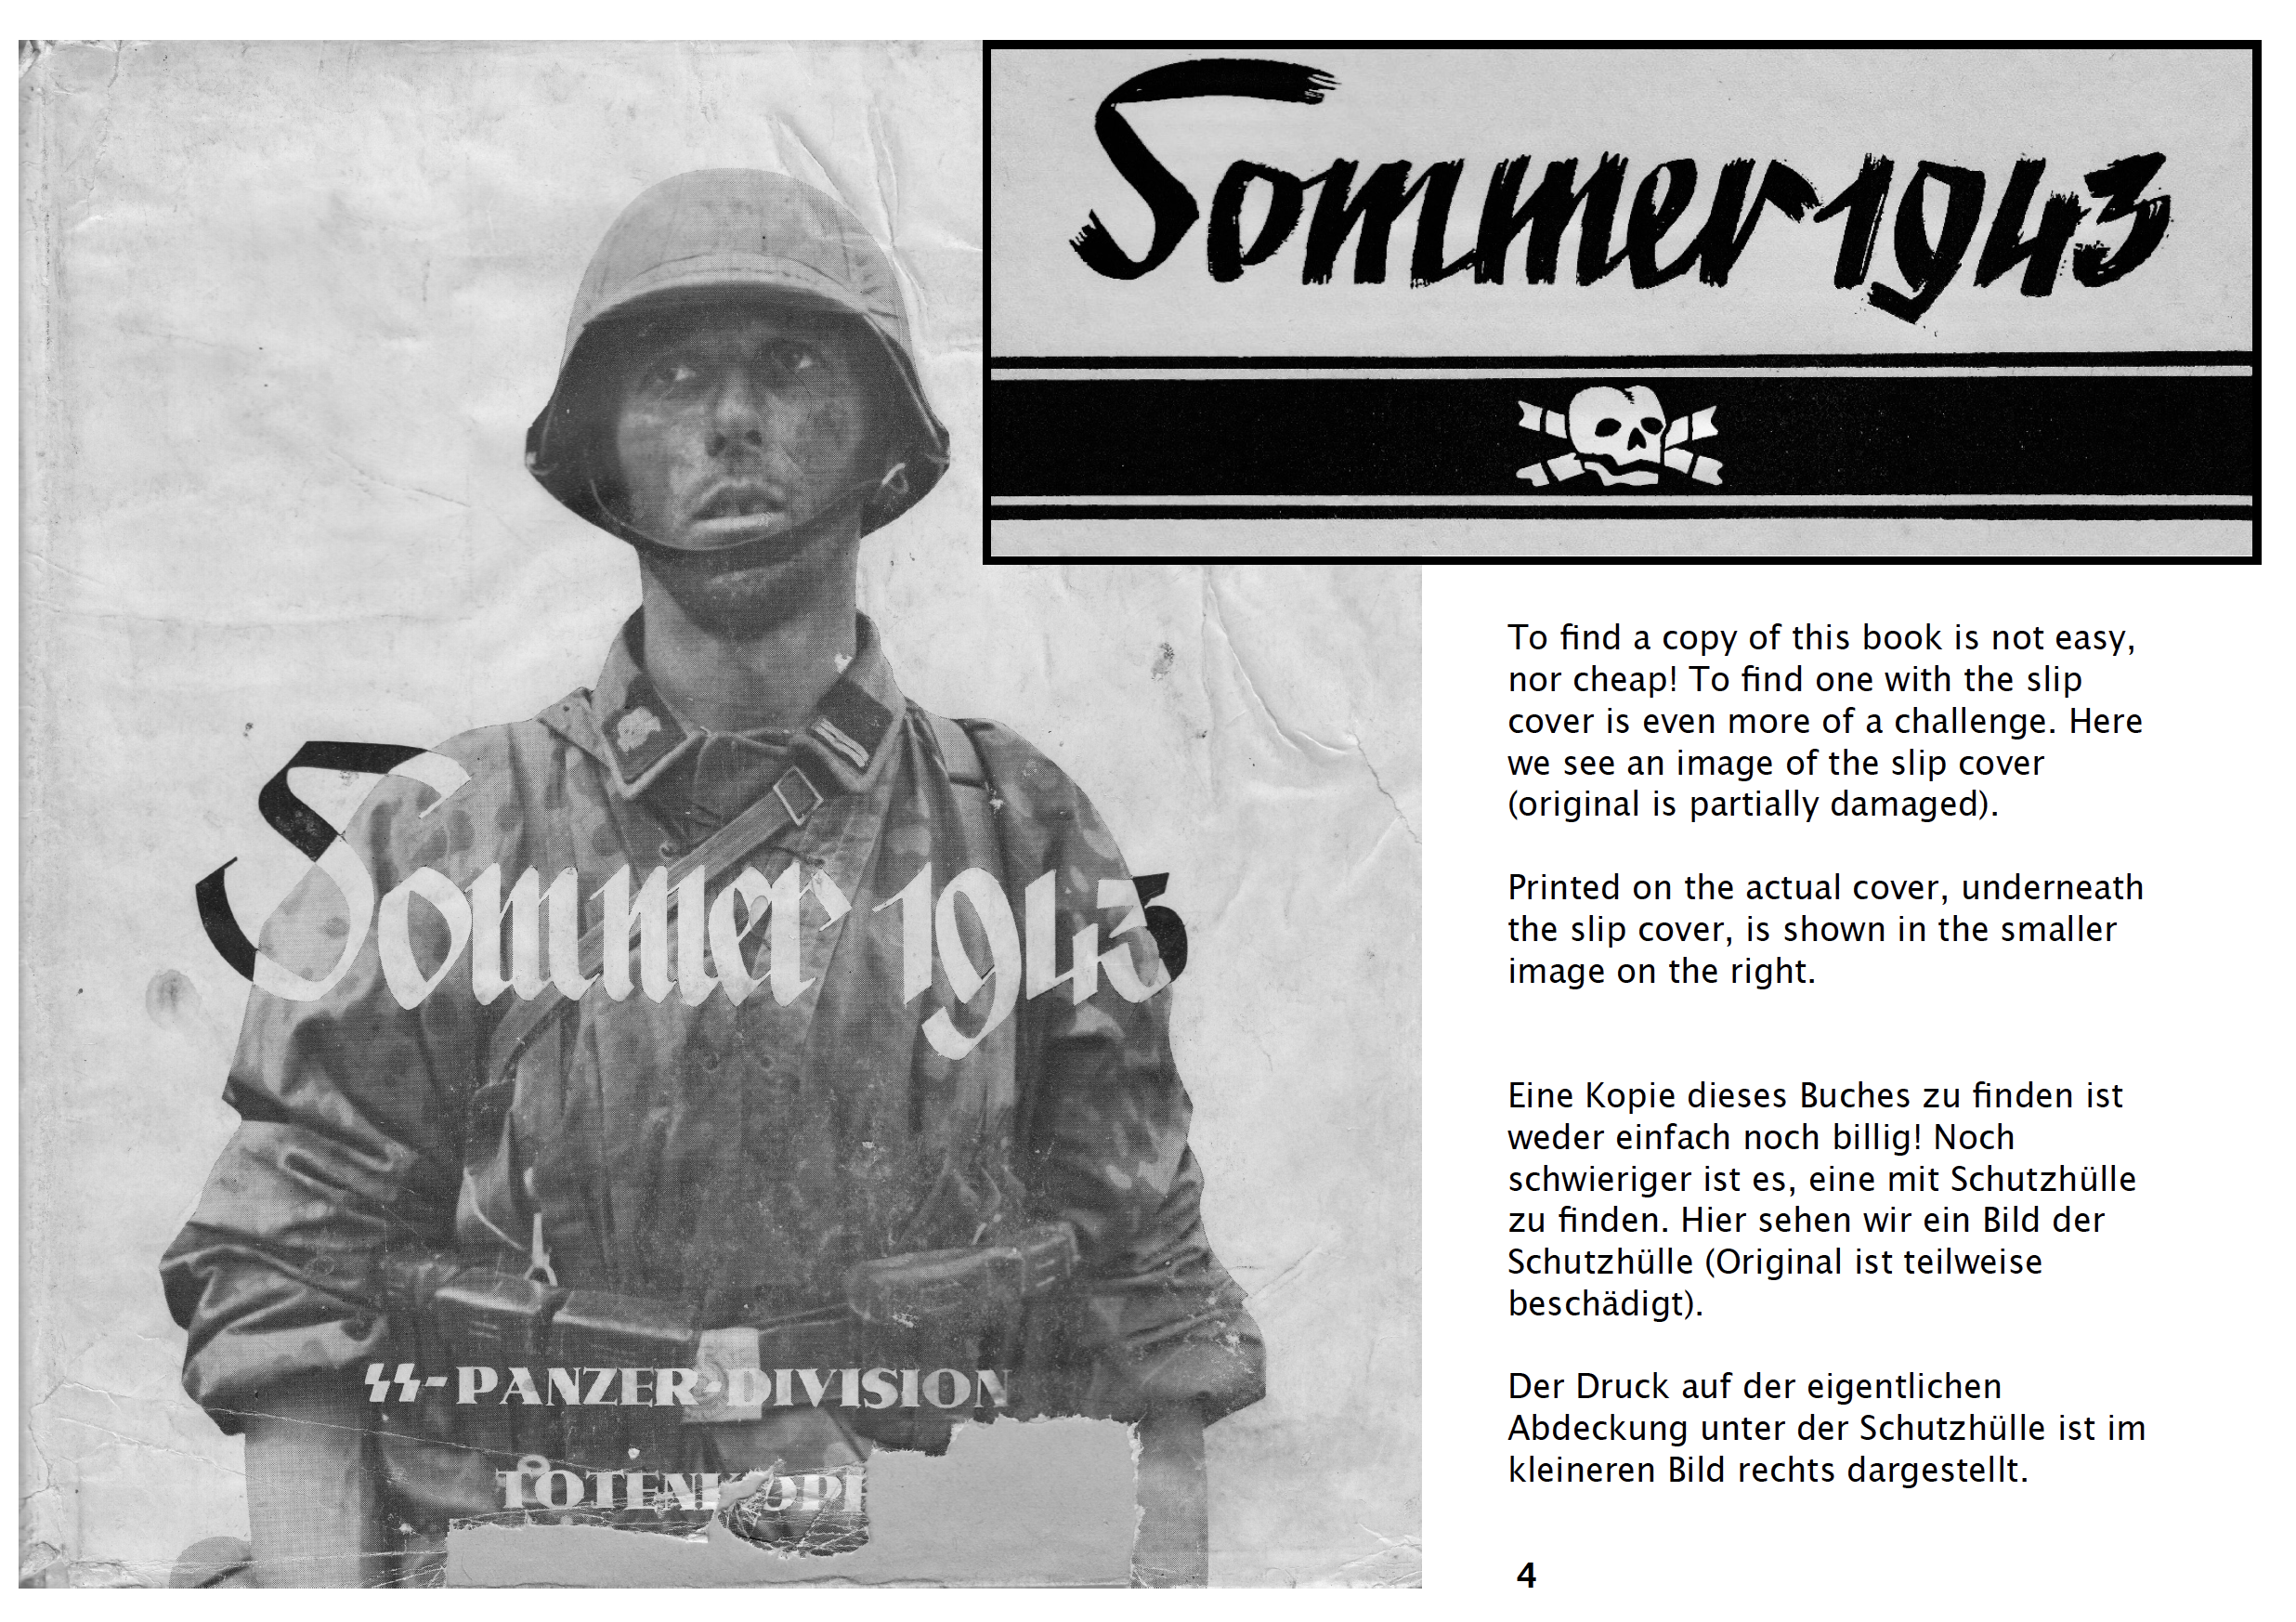 Sommer 1943
Sommer 1943
SS-PANZER-DIVISION
To find a copy of this book is not easy,
nor cheap! To find one with the slip
cover is even more of a challenge. Here
we see an image of the slip cover
(original is partially damaged).
Printed on the actual cover, underneath
the slip cover, is shown in the smaller
image on the right.
Eine Kopie dieses Buches zu finden ist
weder einfach noch billig! Noch
schwieriger ist es, eine mit Schutzhülle
zu finden. Hier sehen wir ein Bild der
Schutzhülle (Original ist teilweise
beschädigt).
Der Druck auf der eigentlichen
Abdeckung unter der Schutzhülle ist im
kleineren Bild rechts dargestellt.
4